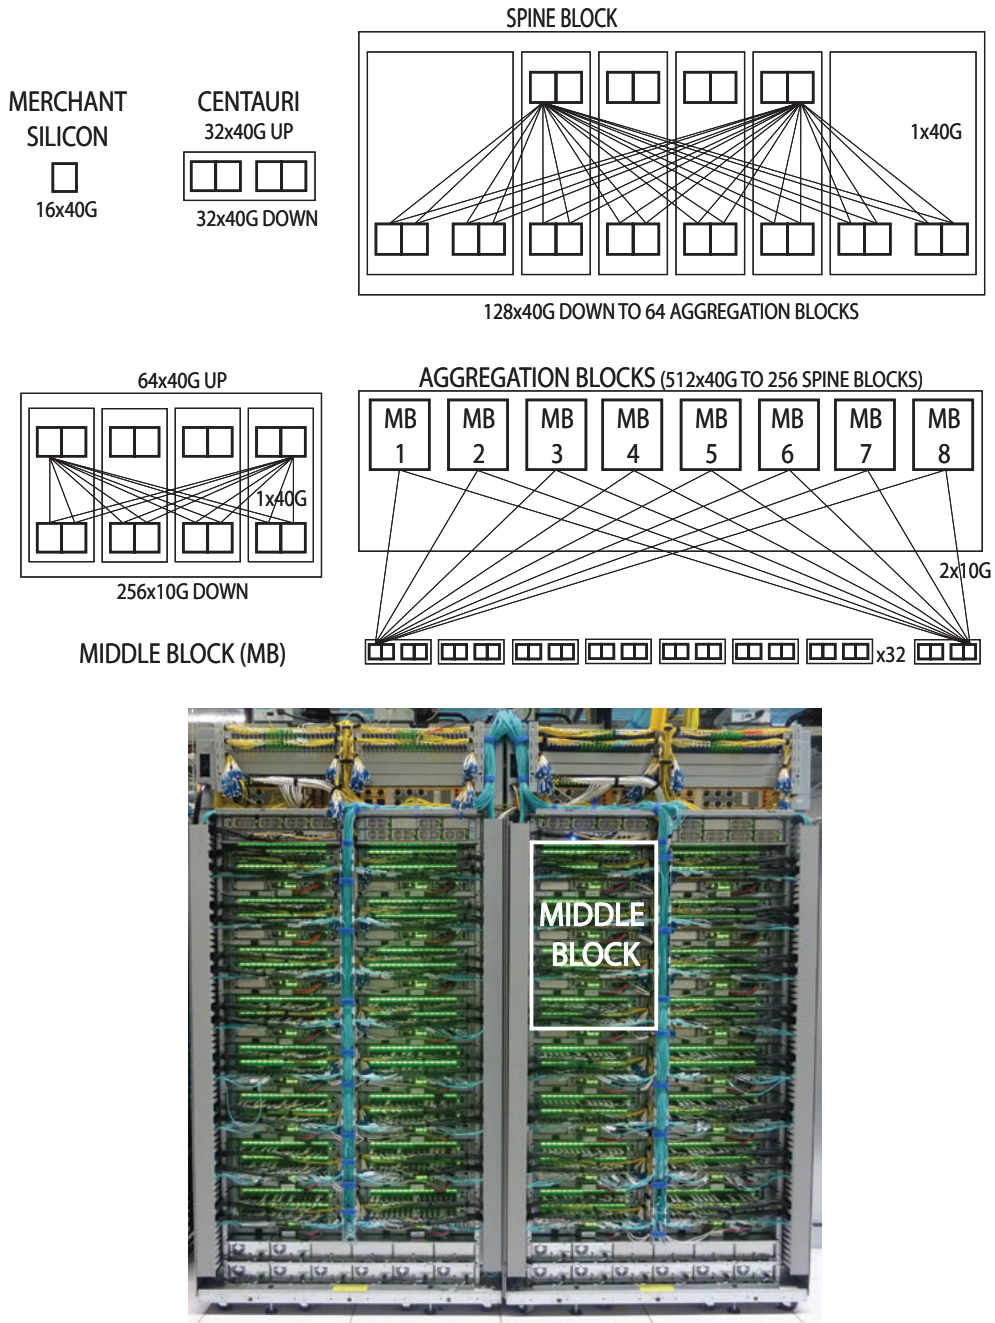 SPINE BLOCK
MERCHANT
SILICON
16x40G
CENTAURI
32x40G UP
32x40G DOWN
1x40G
128x40G DOWN TO 64 AGGREGATION BLOCKS
64x40G UP
1x40G
256x10G DOWN
MIDDLE BLOCK (MB)
AGGREGATION BLOCKS (512x40G TO 256 SPINE BLOCKS)
MB MB MB MB MB MB MB MB
1 2 3 4 5 6 7 8
2x10G
x32
MIDDLE
BLOCK